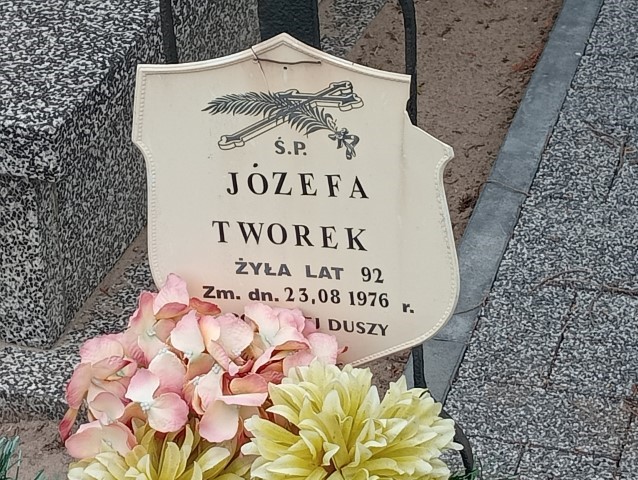 Ś.P.
JÓZEFA
TWOREK
ŻYŁA LAT 92
Zm. dn. 23,08 1976 r.
DUSZY